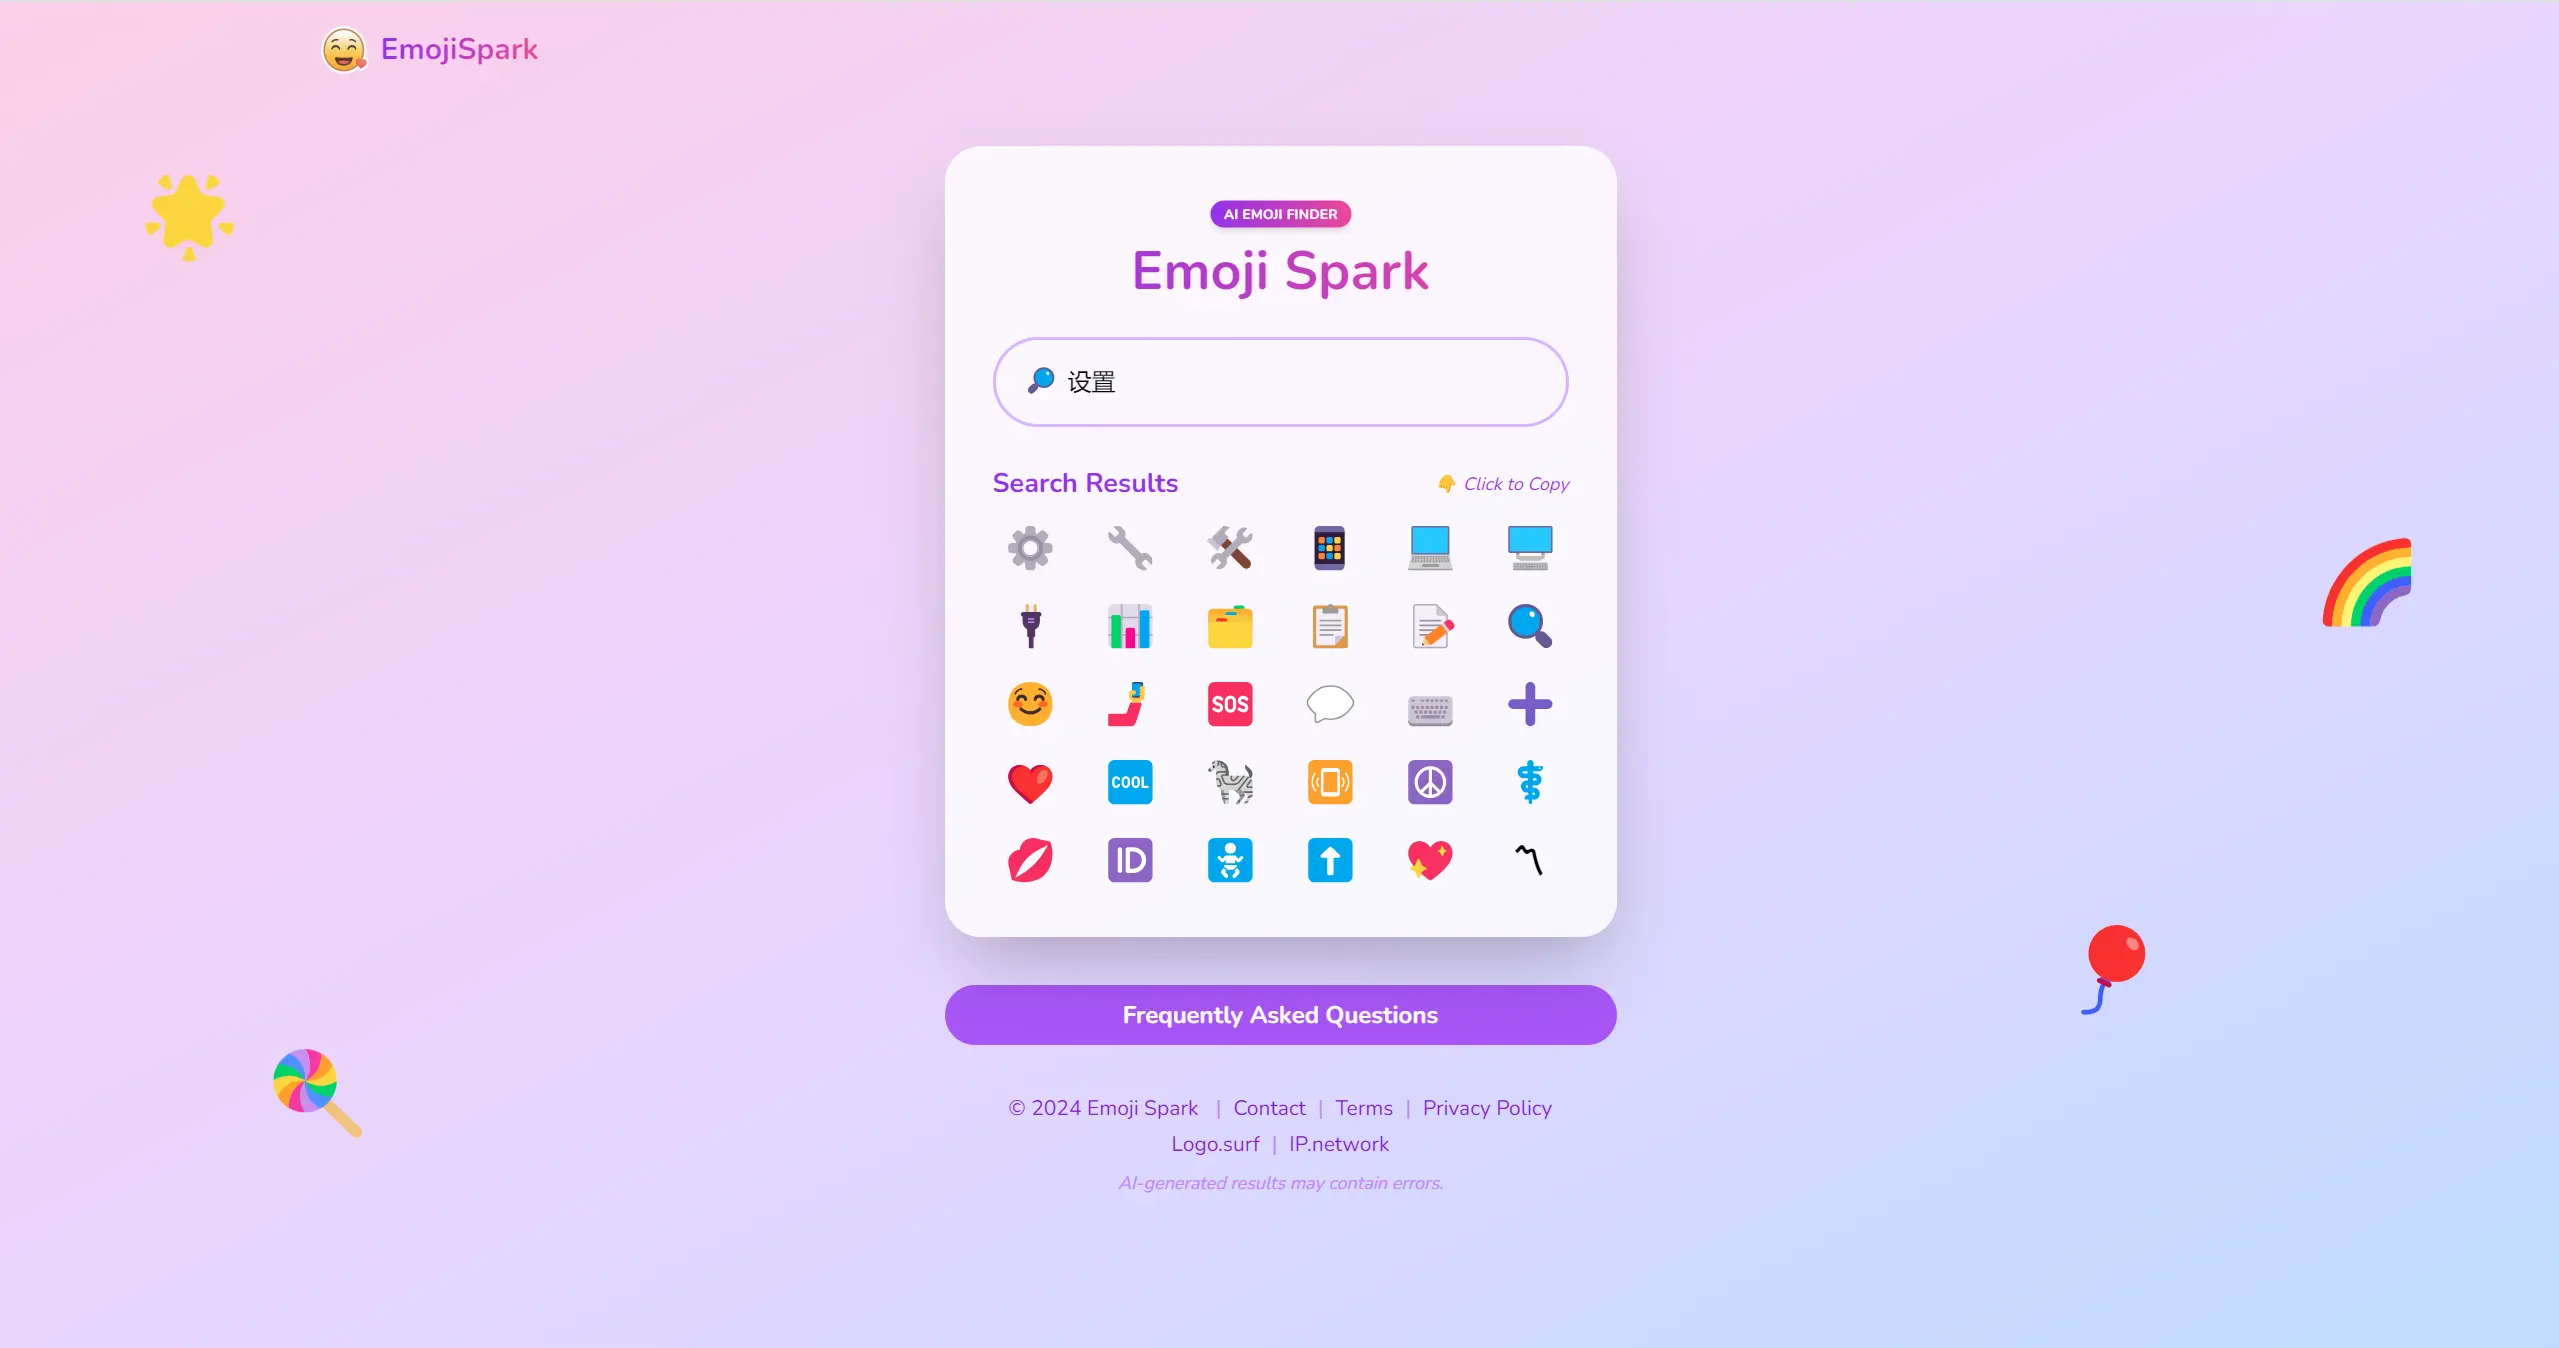 EmojiSpark
AI EMOJI FINDER
Emoji Spark
🔎 设置
Search Results
👇 Click to Copy
SOS
COOL
ID
Frequently Asked Questions
© 2024 Emoji Spark | Contact | Terms | Privacy Policy
Logo.surf | IP.network
AI-generated results may contain errors.